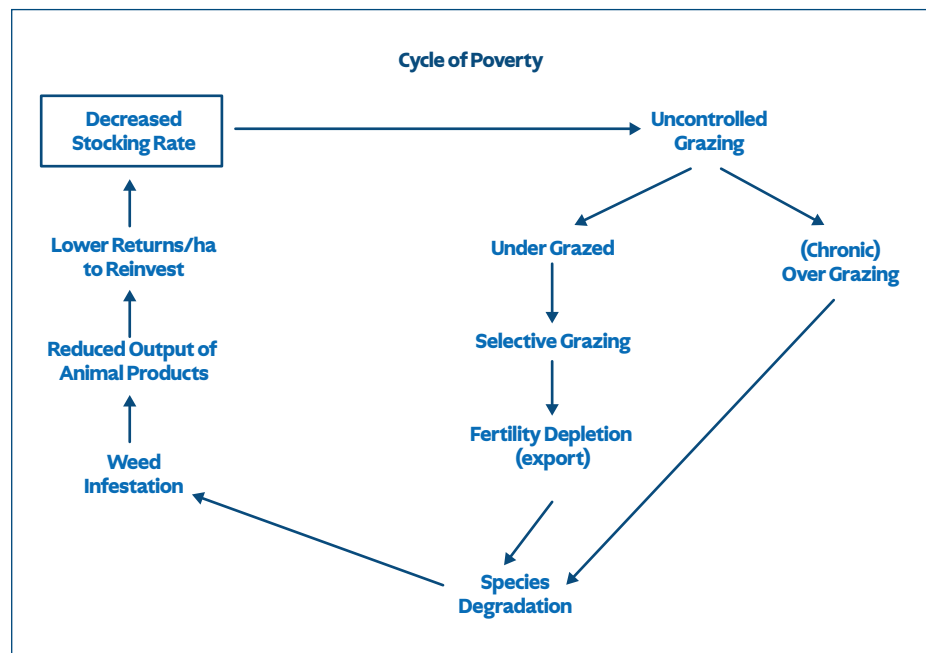 Cycle of Poverty
Decreased
Stocking Rate
Uncontrolled
Grazing
Lower Returns/ha
to Reinvest
Under Grazed
(Chronic)
Over Grazing
Reduced Output of
Animal Products
Selective Grazing
Fertility Depletion
(export)
Weed
Infestation
Species
Degradation